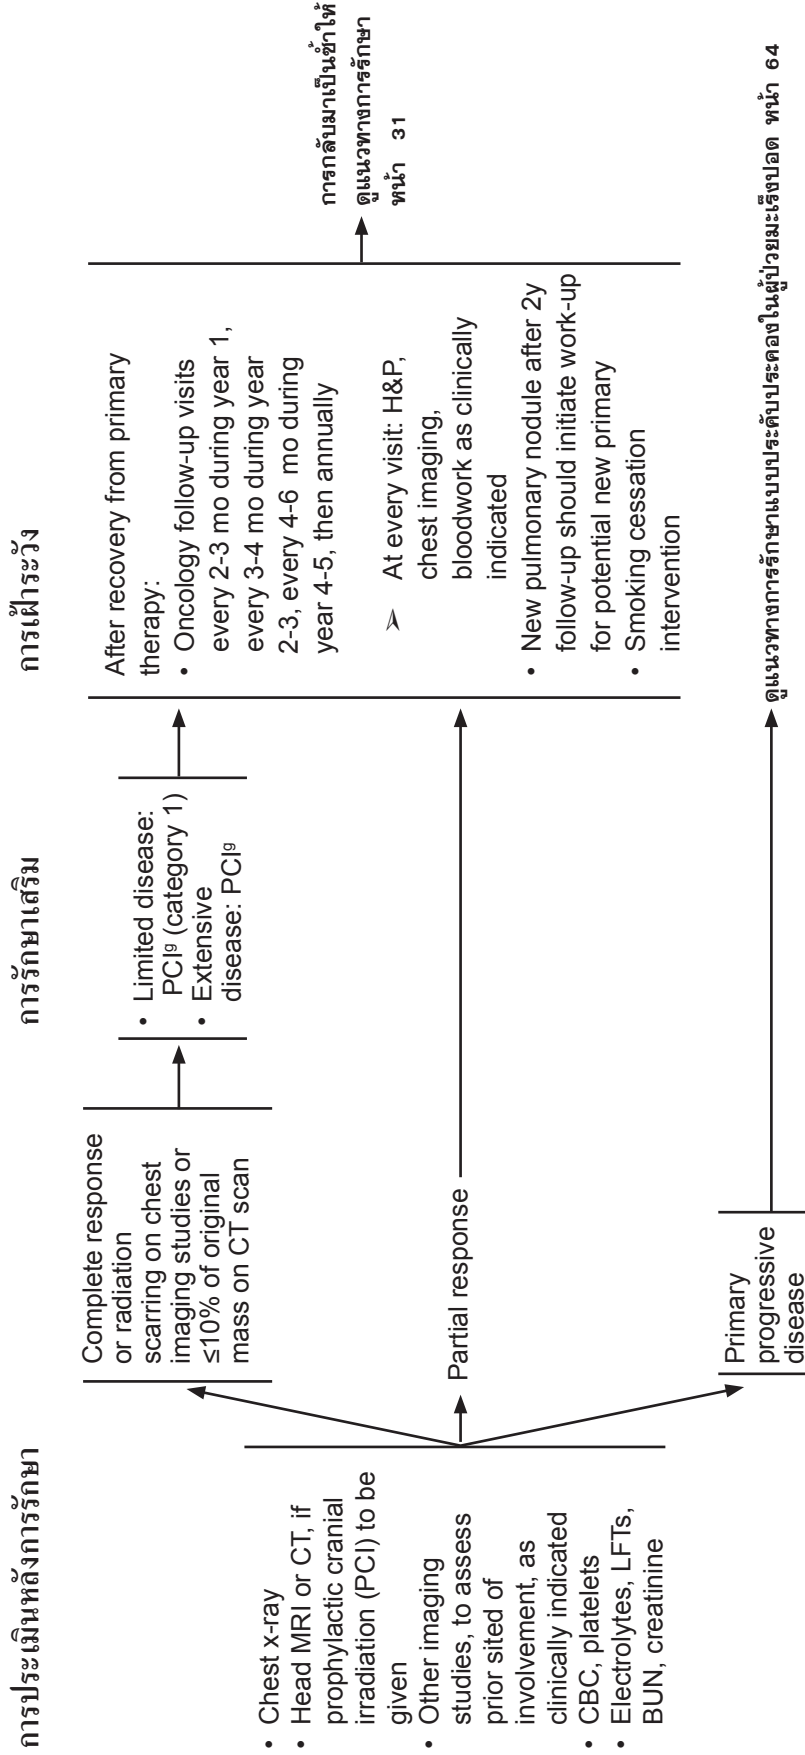 การประเมินหลังการรักษา
การรักษาเสริม
การเฝ้าระวัง
• Chest x-ray
• Head MRI or CT, if
prophylactic cranial
irradiation (PCI) to be
given
• Other imaging
studies, to assess
prior sited of
involvement, as
clinically indicated
• CBC, platelets
• Electrolytes, LFTs,
BUN, creatinine
Complete response
or radiation
scarring on chest
imaging studies or
≤10% of original
mass on CT scan
• Limited disease:
PCIᵍ (category 1)
• Extensive
disease: PCIᵍ
Partial response
Primary
progressive
disease
After recovery from primary
therapy:
• Oncology follow-up visits
every 2-3 mo during year 1,
every 3-4 mo during year
2-3, every 4-6 mo during
year 4-5, then annually
➢ At every visit: H&P,
chest imaging,
bloodwork as clinically
indicated
• New pulmonary nodule after 2y
follow-up should initiate work-up
for potential new primary
• Smoking cessation
intervention
การกลับมาเป็นซ้ำให้
ดูแนวทางการรักษา
หน้า 31
ดูแนวทางการรักษาแบบประคับประคองในผู้ป่วยมะเร็งปอด หน้า 64